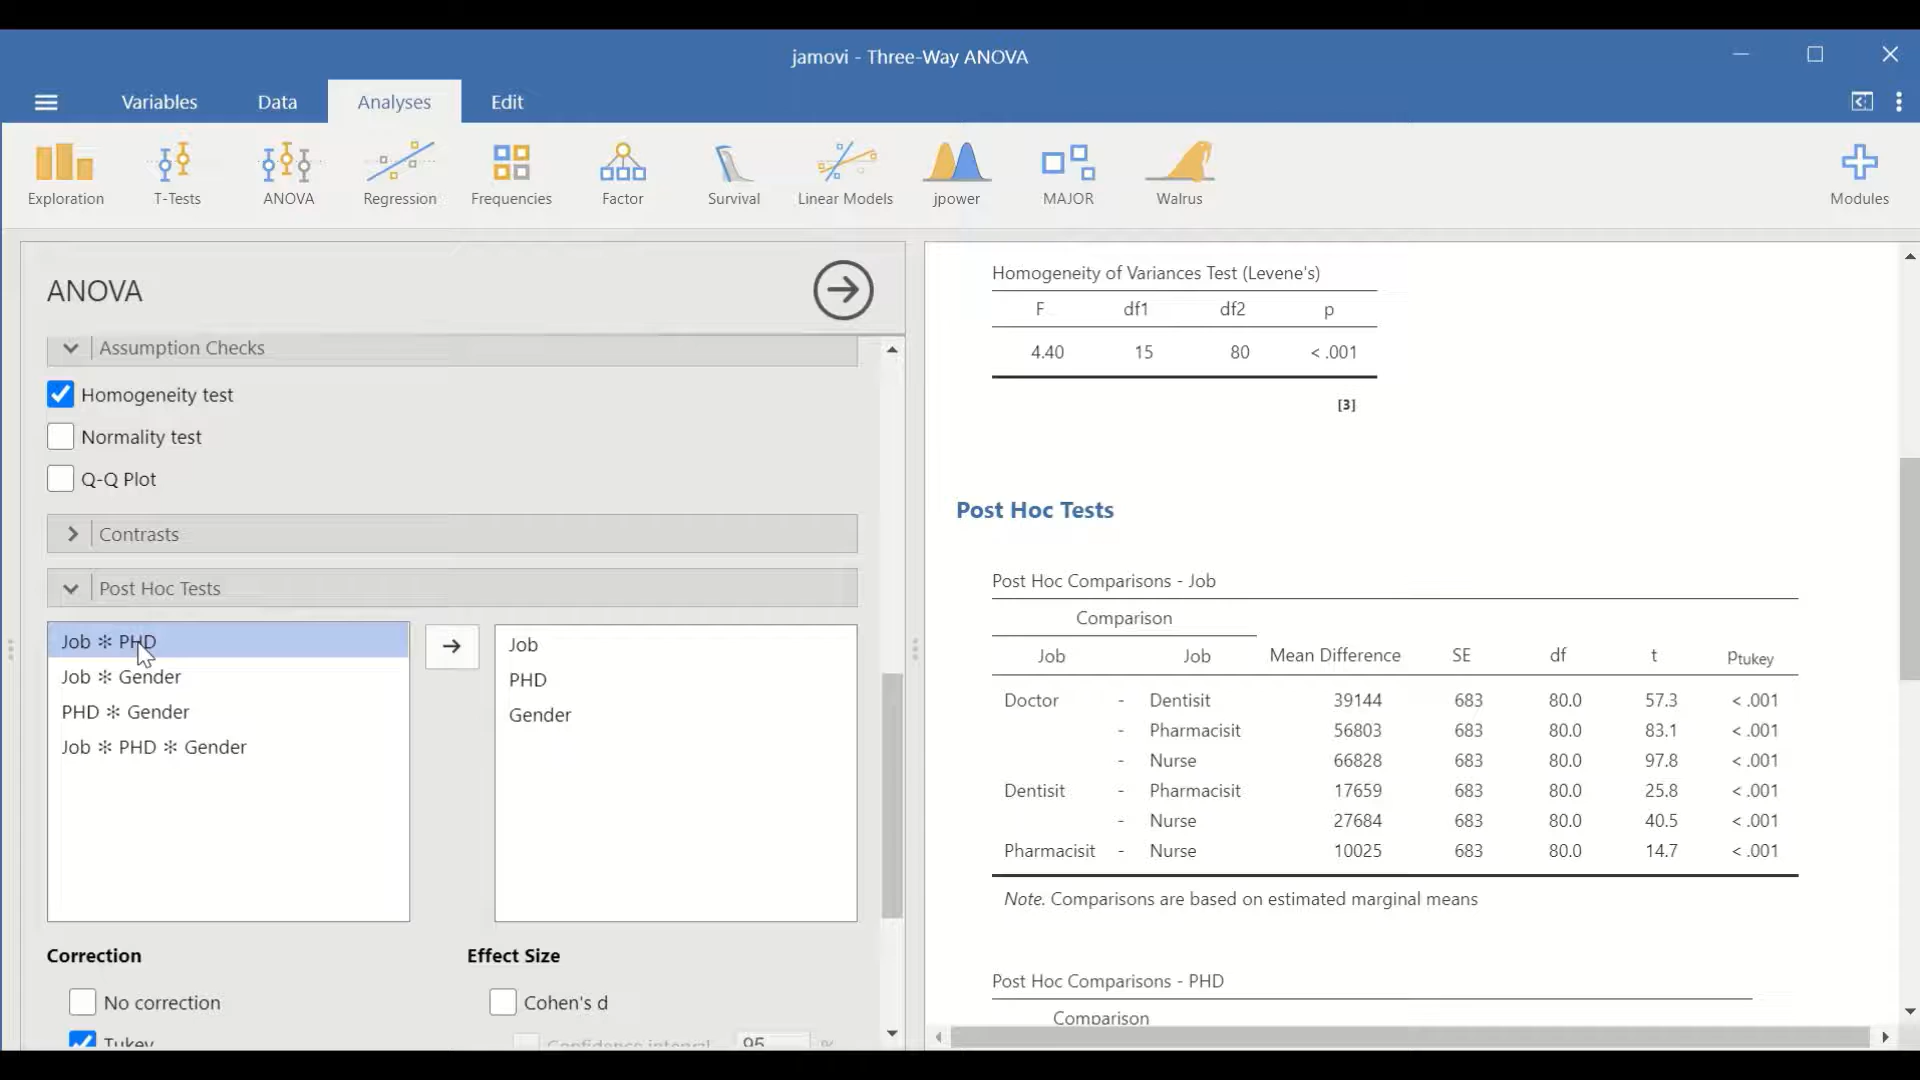 jamovi - Three-Way ANOVA
Variables Data Analyses Edit
Exploration T-Tests ANOVA Regression Frequencies Factor Survival Linear Models jpower MAJOR Walrus Modules
ANOVA
Assumption Checks
Homogeneity test
Normality test
Q-Q Plot
Contrasts
Post Hoc Tests
Job ✻ PHD
Job ✻ Gender
PHD ✻ Gender
Job ✻ PHD ✻ Gender
Job
PHD
Gender
Correction
No correction
Tukey
Effect Size
Cohen's d
Confidence interval 95 %
Homogeneity of Variances Test (Levene's)
F df1 df2 p
4.40 15 80 < .001
[3]
Post Hoc Tests
Post Hoc Comparisons - Job
Comparison
Job Job Mean Difference SE df t ptukey
Doctor - Dentisit 39144 683 80.0 57.3 < .001
- Pharmacisit 56803 683 80.0 83.1 < .001
- Nurse 66828 683 80.0 97.8 < .001
Dentisit - Pharmacisit 17659 683 80.0 25.8 < .001
- Nurse 27684 683 80.0 40.5 < .001
Pharmacisit - Nurse 10025 683 80.0 14.7 < .001
Note. Comparisons are based on estimated marginal means
Post Hoc Comparisons - PHD
Comparison